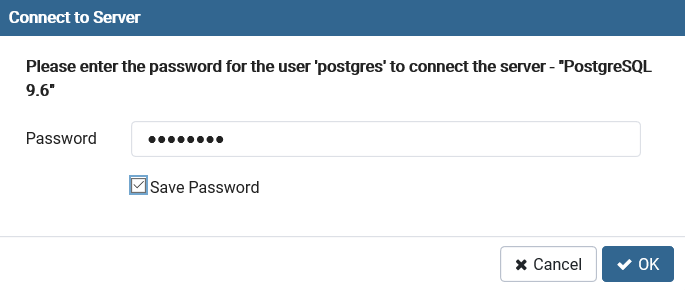 Connect to Server
Please enter the password for the user 'postgres' to connect the server - "PostgreSQL
9.6"
Password ••••••••
Save Password
Cancel OK